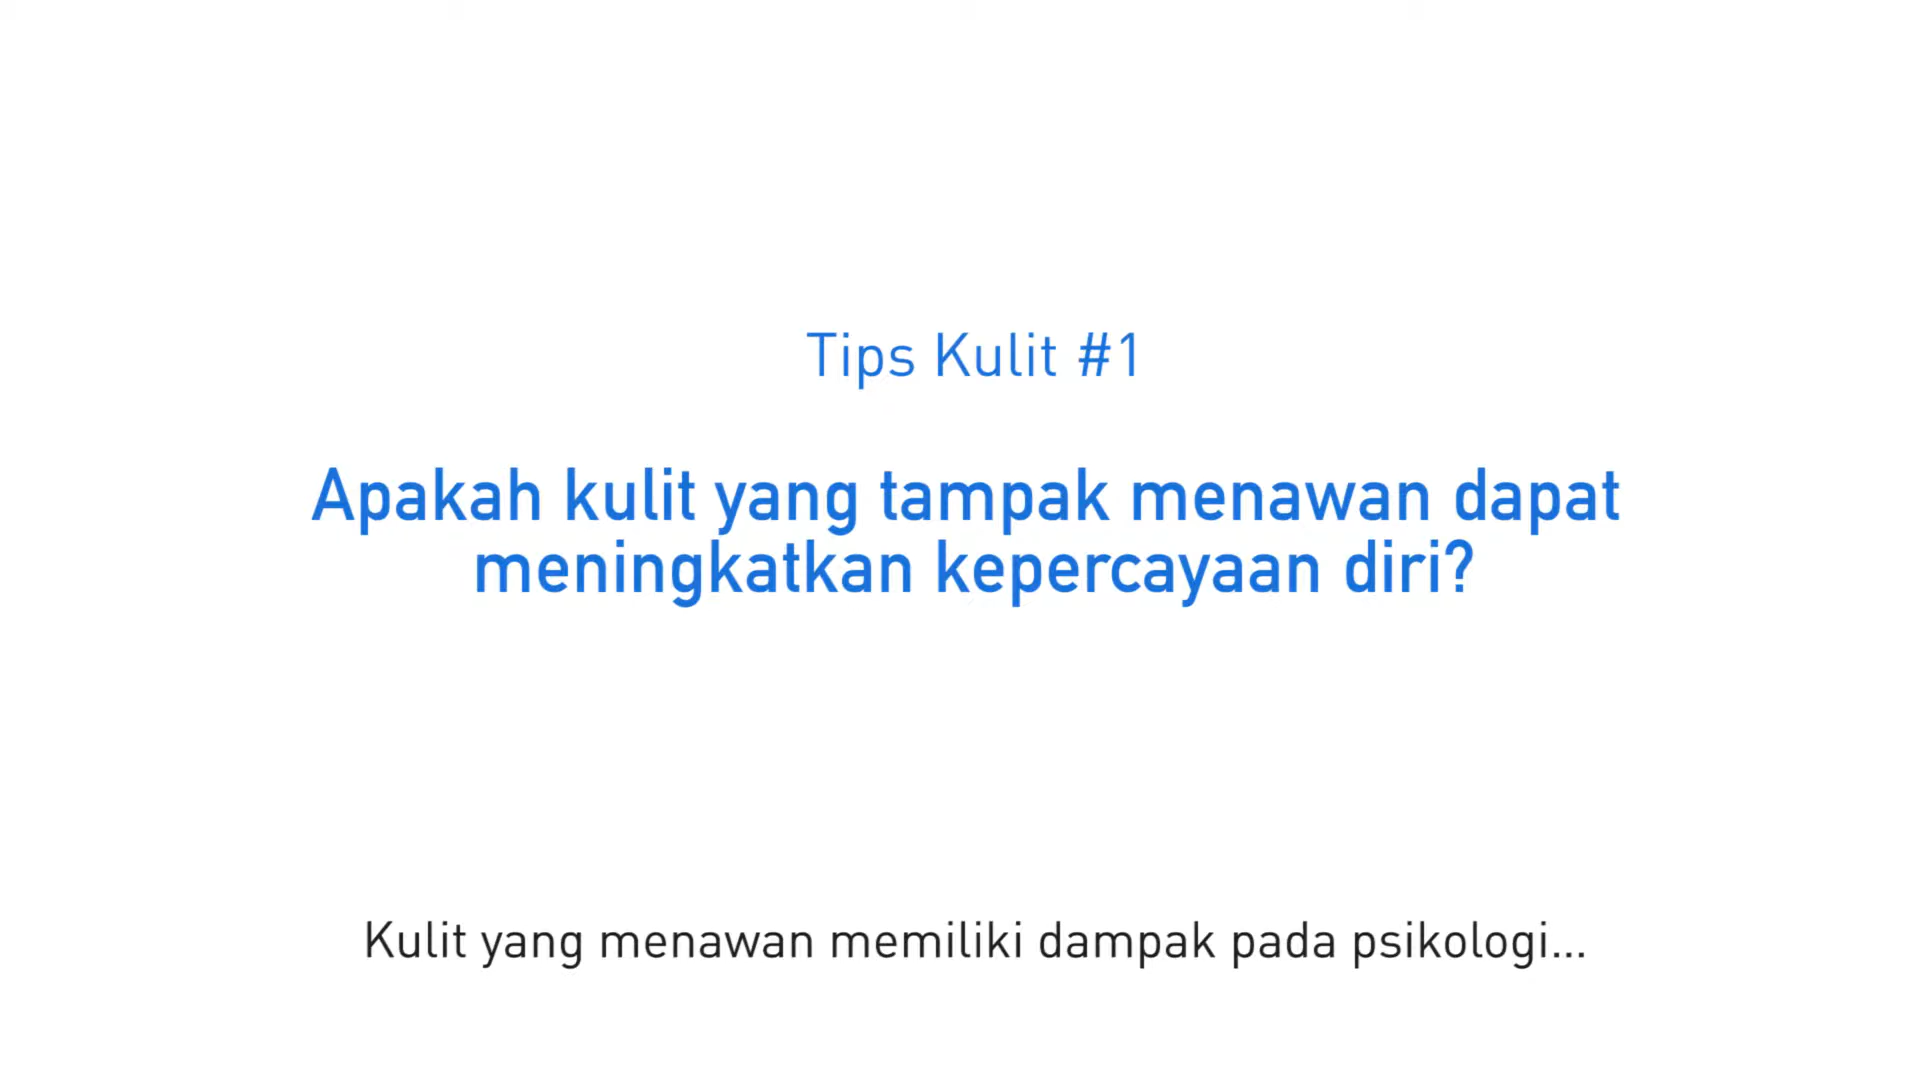 Tips Kulit #1
Apakah kulit yang tampak menawan dapat
meningkatkan kepercayaan diri?
Kulit yang menawan memiliki dampak pada psikologi...